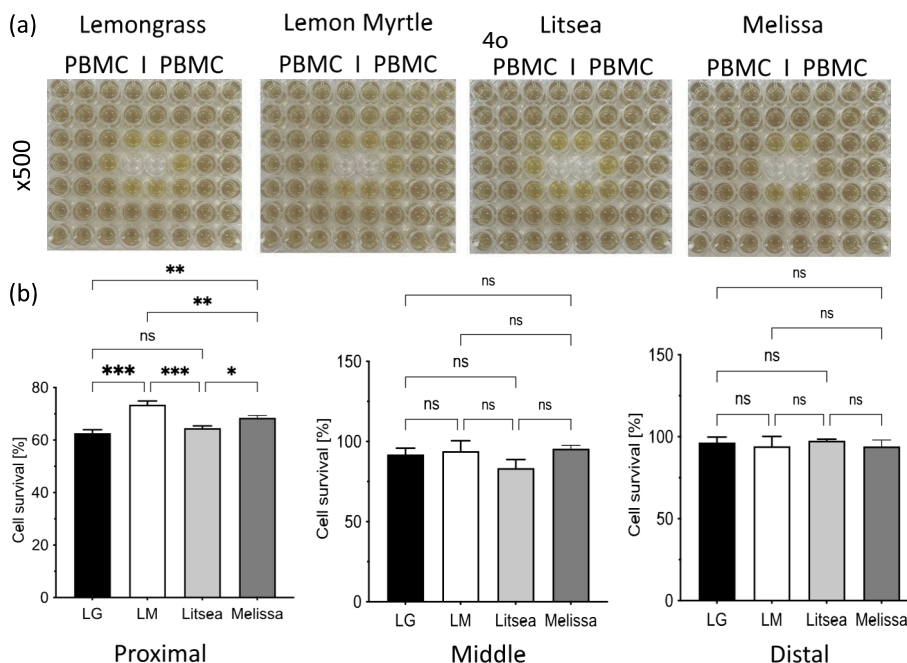 (a)
Lemongrass
Lemon Myrtle
Litsea
Melissa
4o
PBMC I PBMC
PBMC I PBMC
PBMC I PBMC
PBMC I PBMC
x500
(b)
**
**
ns
***
***
*
80
60
40
20
0
Cell survival [%]
LG
LM
Litsea
Melissa
Proximal
ns
ns
ns
ns
ns
ns
150
100
50
0
Cell survival [%]
LG
LM
Litsea
Melissa
Middle
ns
ns
ns
ns
ns
ns
150
100
50
0
Cell survival [%]
LG
LM
Litsea
Melissa
Distal